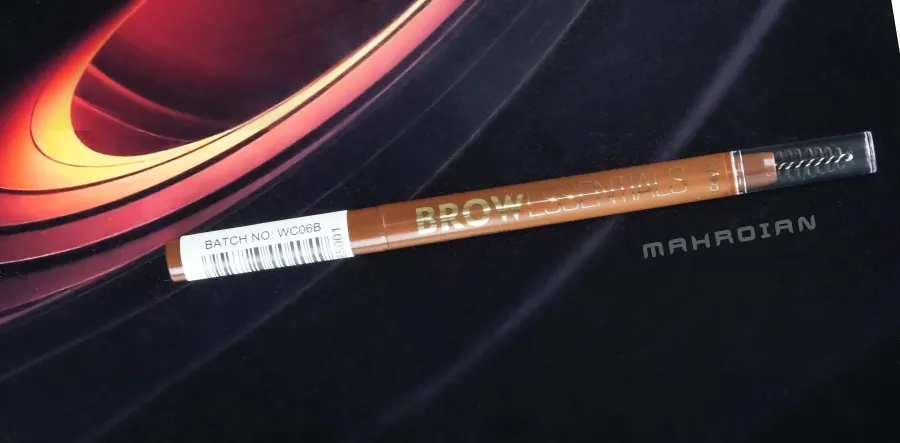 BATCH NO: WC06B
BROW ESSENTIALS
MAHROIAN